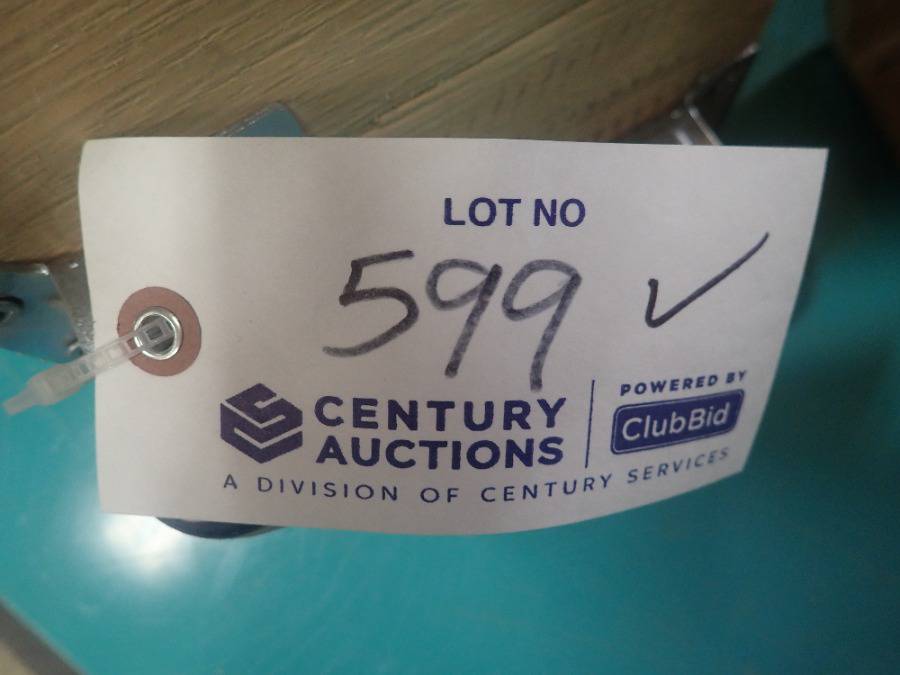 LOT NO
599 ✓
CENTURY
AUCTIONS
POWERED BY
ClubBid
A DIVISION OF CENTURY SERVICES